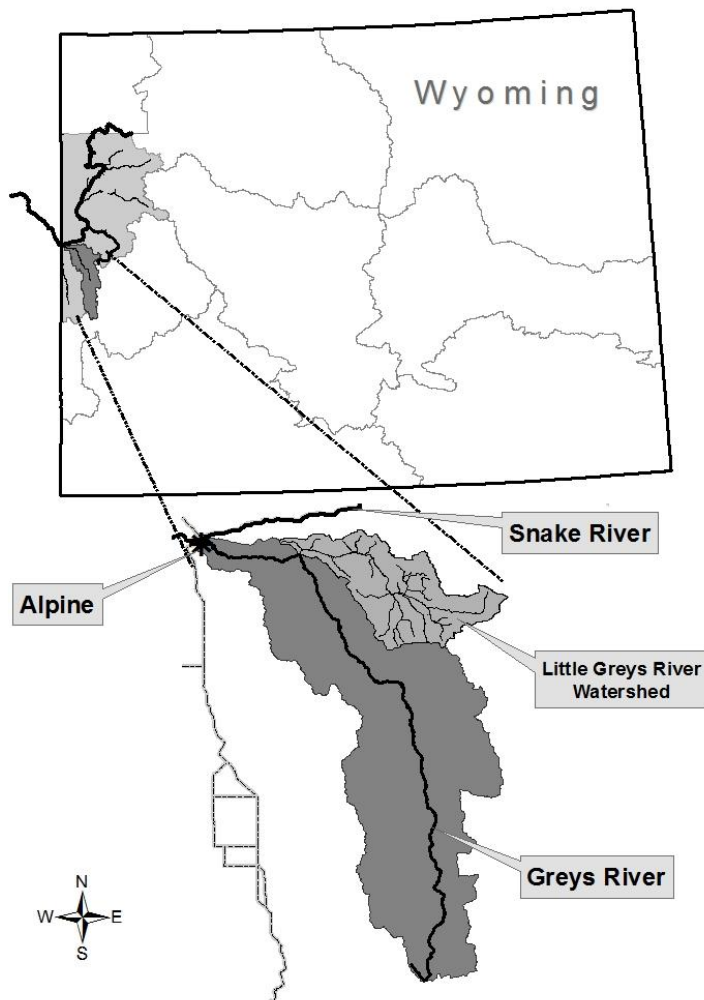 Wyoming
Snake River
Alpine
Little Greys River
Watershed
Greys River
N
W E
S